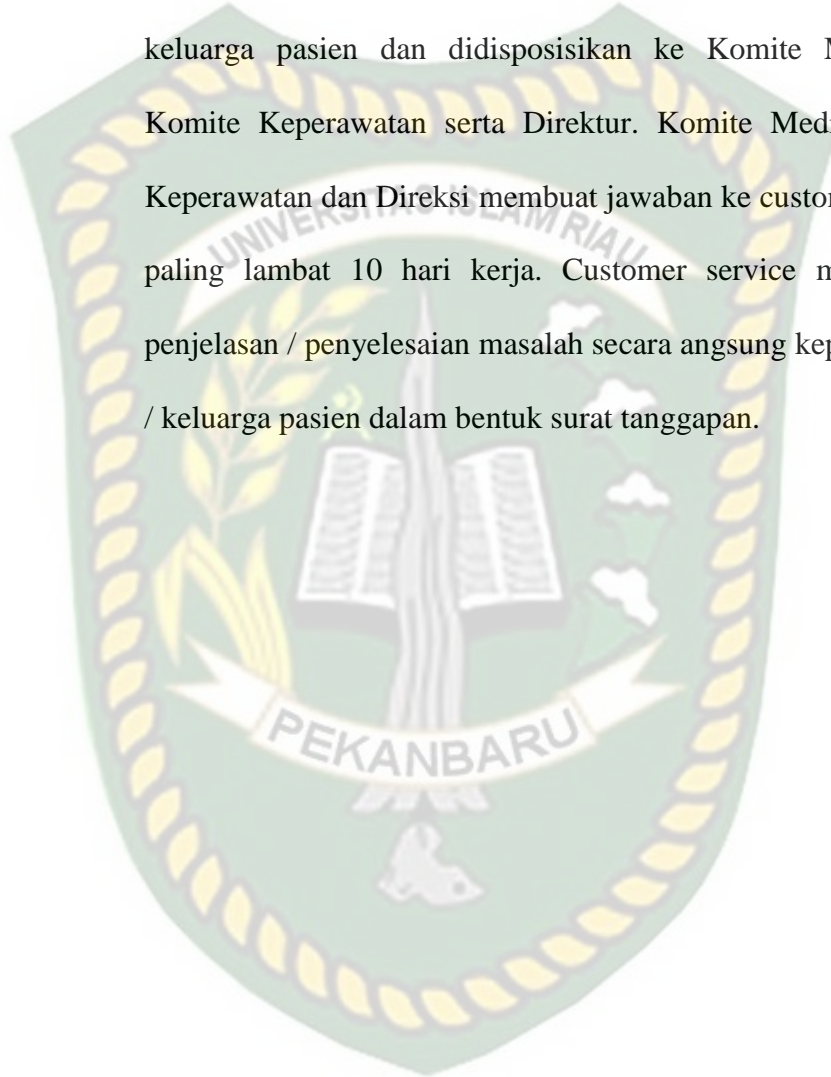 keluarga pasien dan didisposisikan ke Komite
Komite Keperawatan serta Direktur. Komite
Keperawatan dan Direksi membuat jawaban ke
paling lambat 10 hari kerja. Customer service
penjelasan / penyelesaian masalah secara angsung
/ keluarga pasien dalam bentuk surat tanggapan.
UNIVERSITAS ISLAM RIAU
PEKANBARU